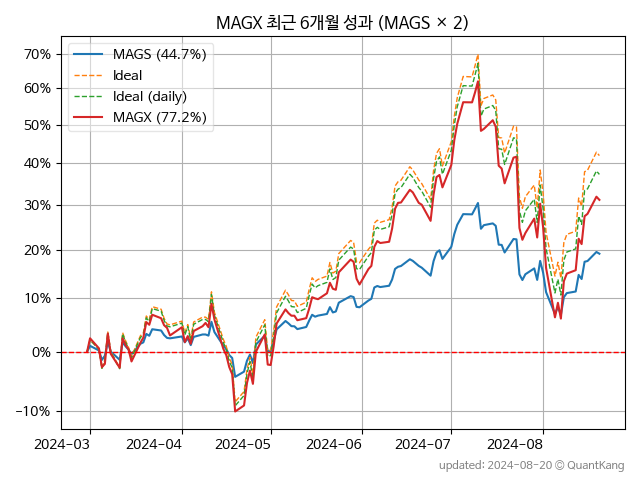 MAGX 최근 6개월 성과 (MAGS × 2)
MAGS (44.7%)
Ideal
Ideal (daily)
MAGX (77.2%)
70%
60%
50%
40%
30%
20%
10%
0%
−10%
2024-03
2024-04
2024-05
2024-06
2024-07
2024-08
updated: 2024-08-20 © QuantKang